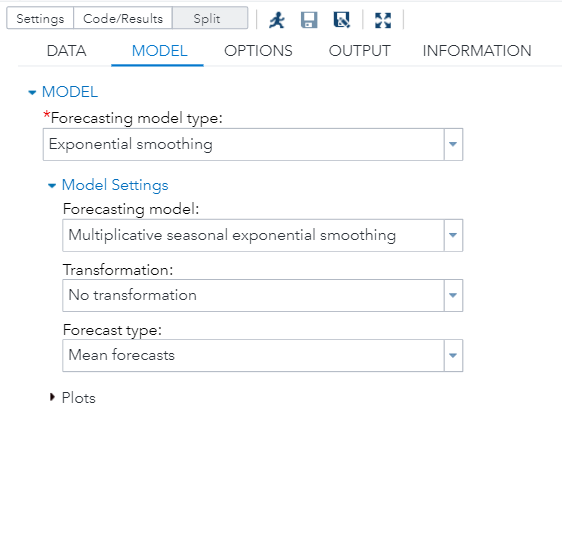 Settings Code/Results Split
DATA MODEL OPTIONS OUTPUT INFORMATION
MODEL
*Forecasting model type:
Exponential smoothing
Model Settings
Forecasting model:
Multiplicative seasonal exponential smoothing
Transformation:
No transformation
Forecast type:
Mean forecasts
Plots